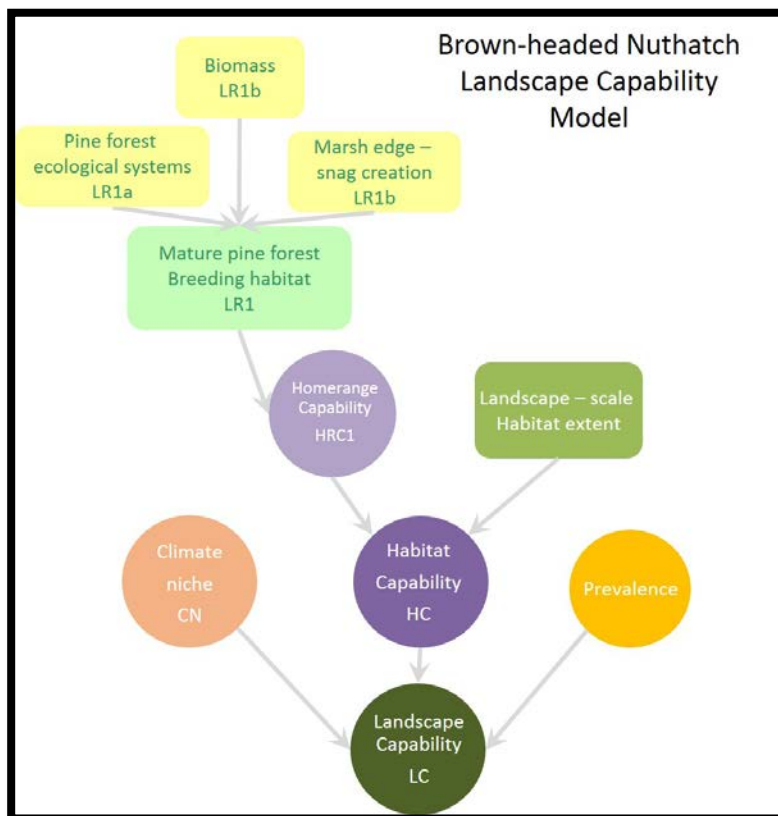 Brown-headed Nuthatch
Landscape Capability
Model
Biomass
LR1b
Pine forest
ecological systems
LR1a
Marsh edge –
snag creation
LR1b
Mature pine forest
Breeding habitat
LR1
Homerange
Capability
HRC1
Landscape – scale
Habitat extent
Climate
niche
CN
Habitat
Capability
HC
Prevalence
Landscape
Capability
LC